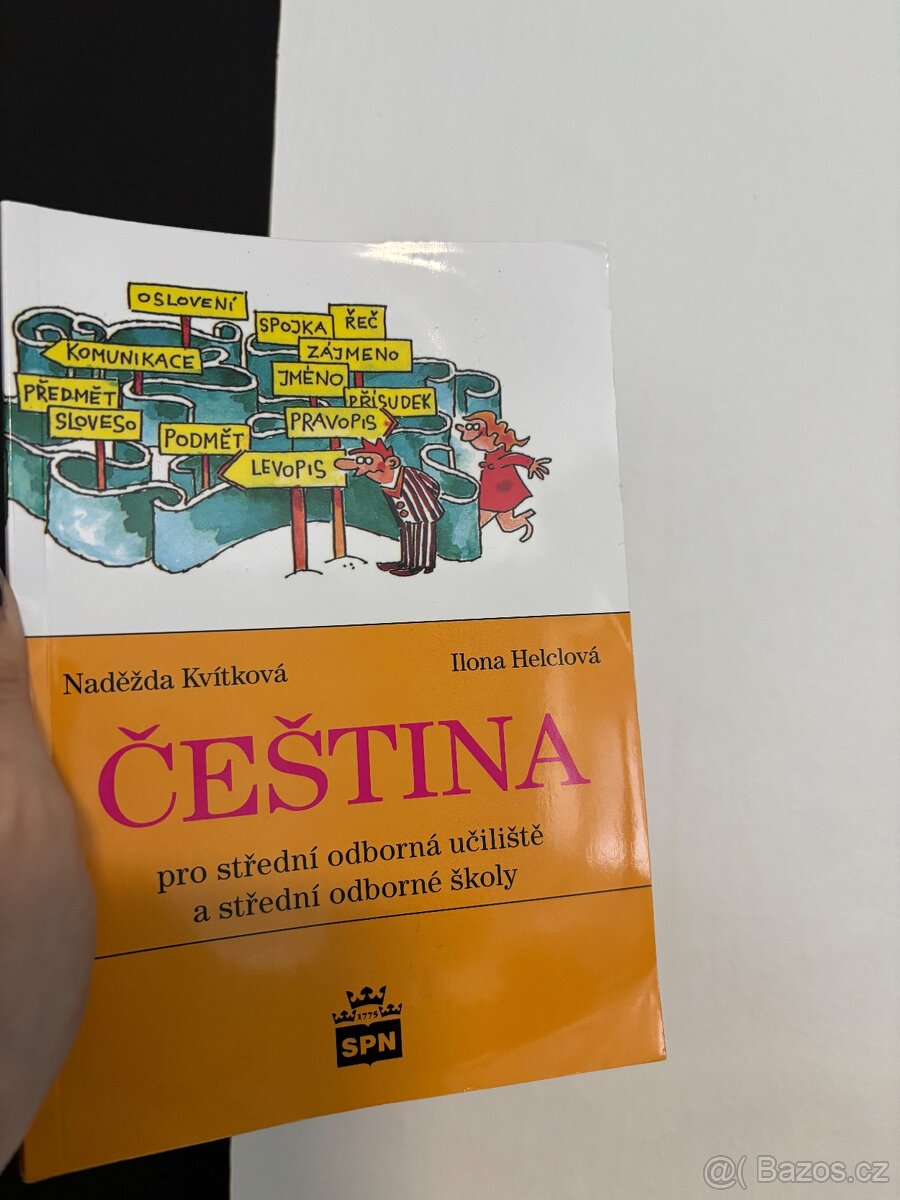 OSLOVENÍ
SPOJKA
ŘEČ
KOMUNIKACE
ZÁJMENO
JMÉNO
PŘEDMĚT
PŘÍSUDEK
SLOVESO
PRAVOPIS
PODMĚT
LEVOPIS
Naděžda Kvítková
Ilona Helclová
ČEŠTINA
pro střední odborná učiliště
a střední odborné školy
1775
SPN
@( Bazos.cz